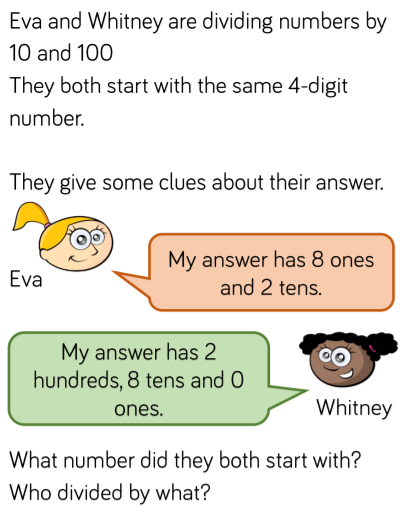 Eva and Whitney are dividing numbers by
10 and 100
They both start with the same 4-digit
number.
They give some clues about their answer.
My answer has 8 ones
and 2 tens.
Eva
My answer has 2
hundreds, 8 tens and 0
ones.
Whitney
What number did they both start with?
Who divided by what?